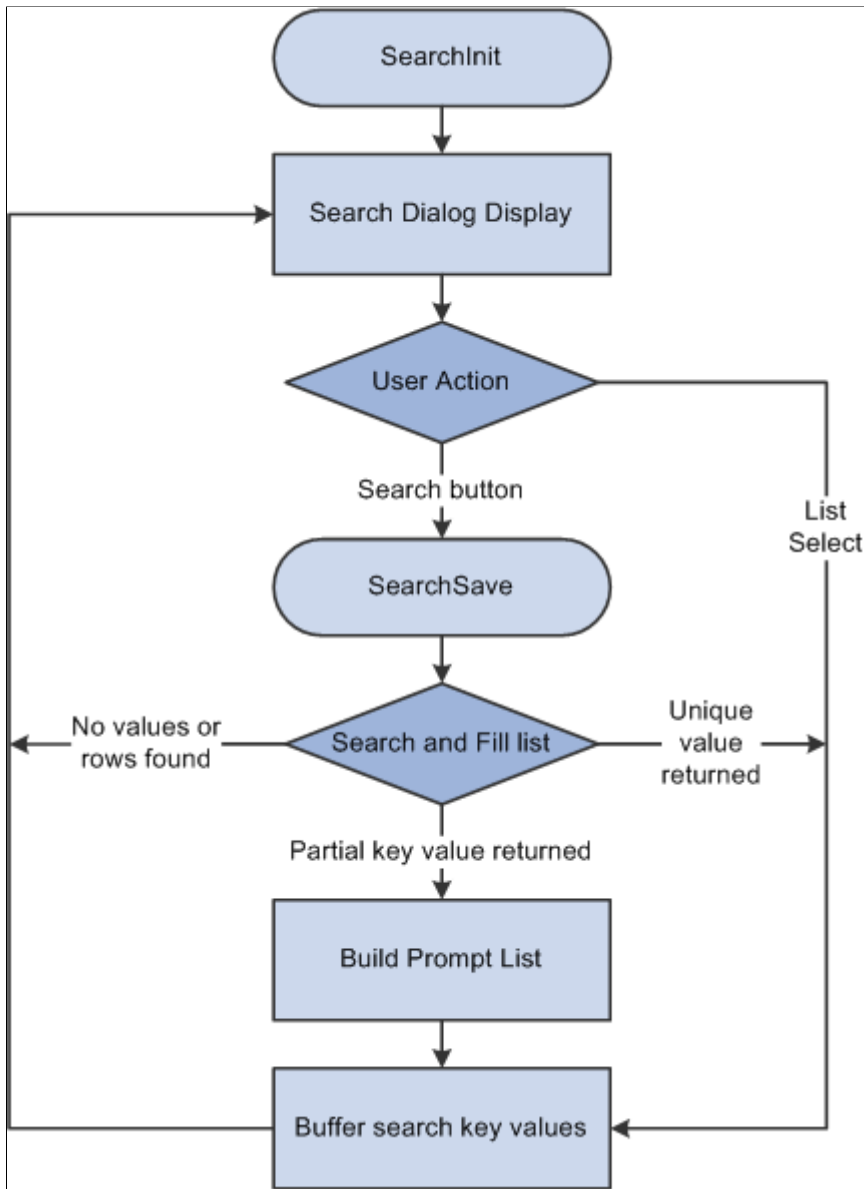 SearchInit
Search Dialog Display
User Action
Search button
List
Select
SearchSave
No values or
rows found
Search and Fill list
Unique
value
returned
Partial key value returned
Build Prompt List
Buffer search key values